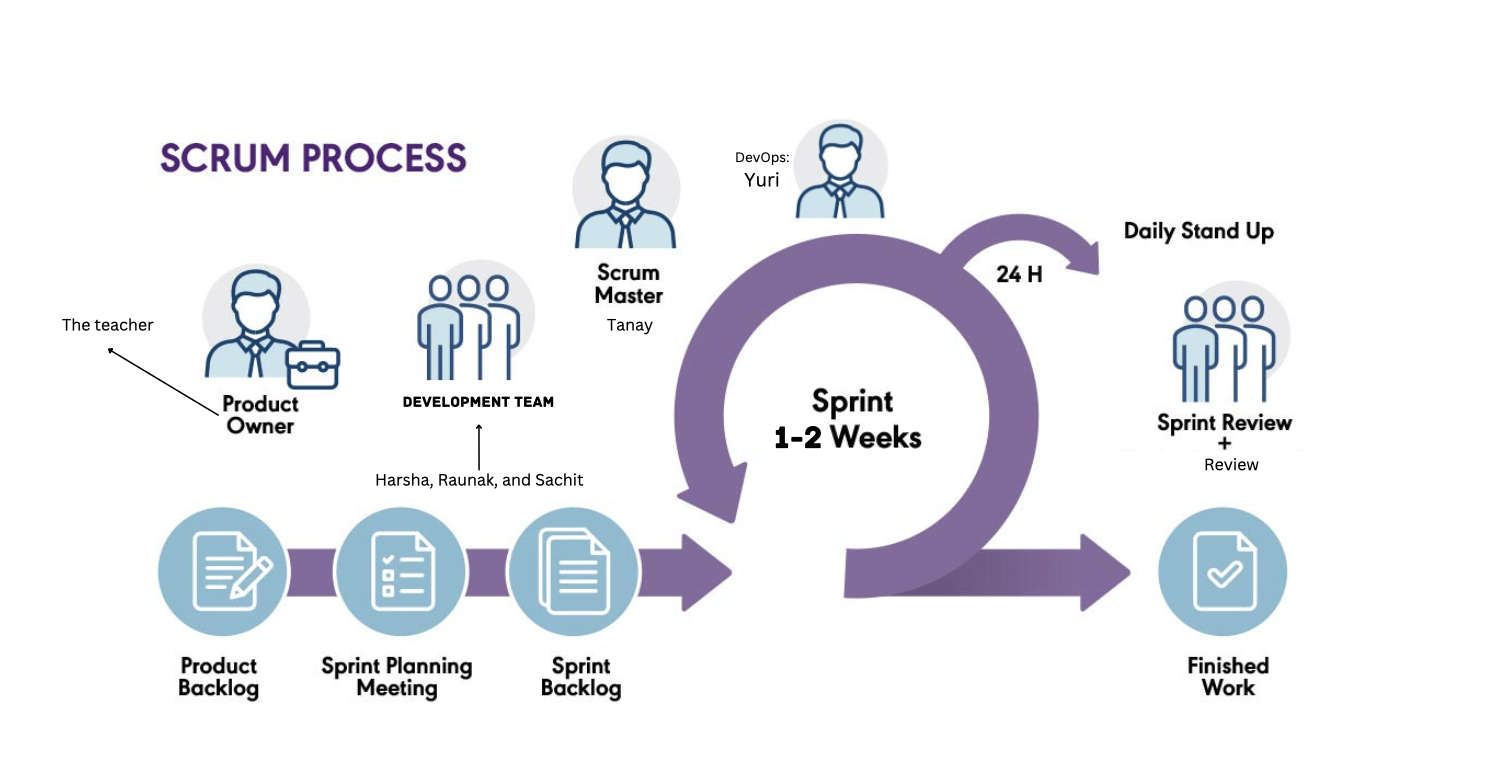 SCRUM PROCESS
DevOps:
Yuri
Scrum
Master
Tanay
Daily Stand Up
24 H
The teacher
Product
Owner
DEVELOPMENT TEAM
Harsha, Raunak, and Sachit
Sprint
1-2 Weeks
Sprint Review
+
Review
Product
Backlog
Sprint Planning
Meeting
Sprint
Backlog
Finished
Work